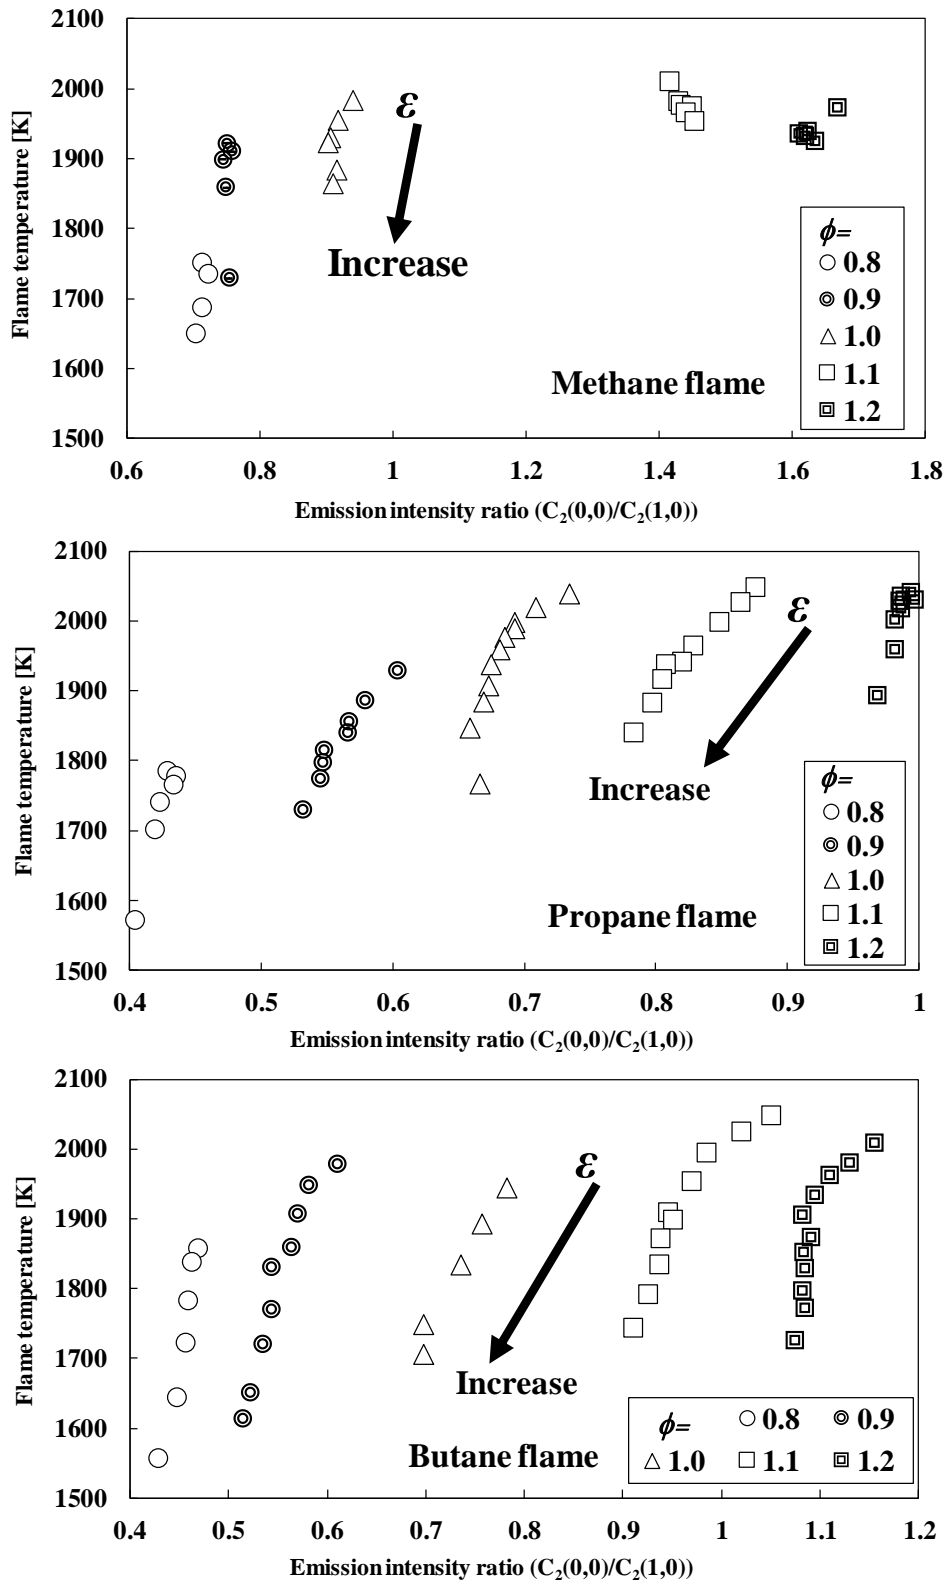 2100
2000
1900
1800
1700
1600
1500
Flame temperature [K]
ε
Increase
Methane flame
ϕ=
0.8
0.9
1.0
1.1
1.2
0.6 0.8 1 1.2 1.4 1.6 1.8
Emission intensity ratio (C₂(0,0)/C₂(1,0))
2100
2000
1900
1800
1700
1600
1500
Flame temperature [K]
ε
Increase
Propane flame
ϕ=
0.8
0.9
1.0
1.1
1.2
0.4 0.5 0.6 0.7 0.8 0.9 1
Emission intensity ratio (C₂(0,0)/C₂(1,0))
2100
2000
1900
1800
1700
1600
1500
Flame temperature [K]
ε
Increase
Butane flame
ϕ= 0.8 0.9
1.0 1.1 1.2
0.4 0.5 0.6 0.7 0.8 0.9 1 1.1 1.2
Emission intensity ratio (C₂(0,0)/C₂(1,0))